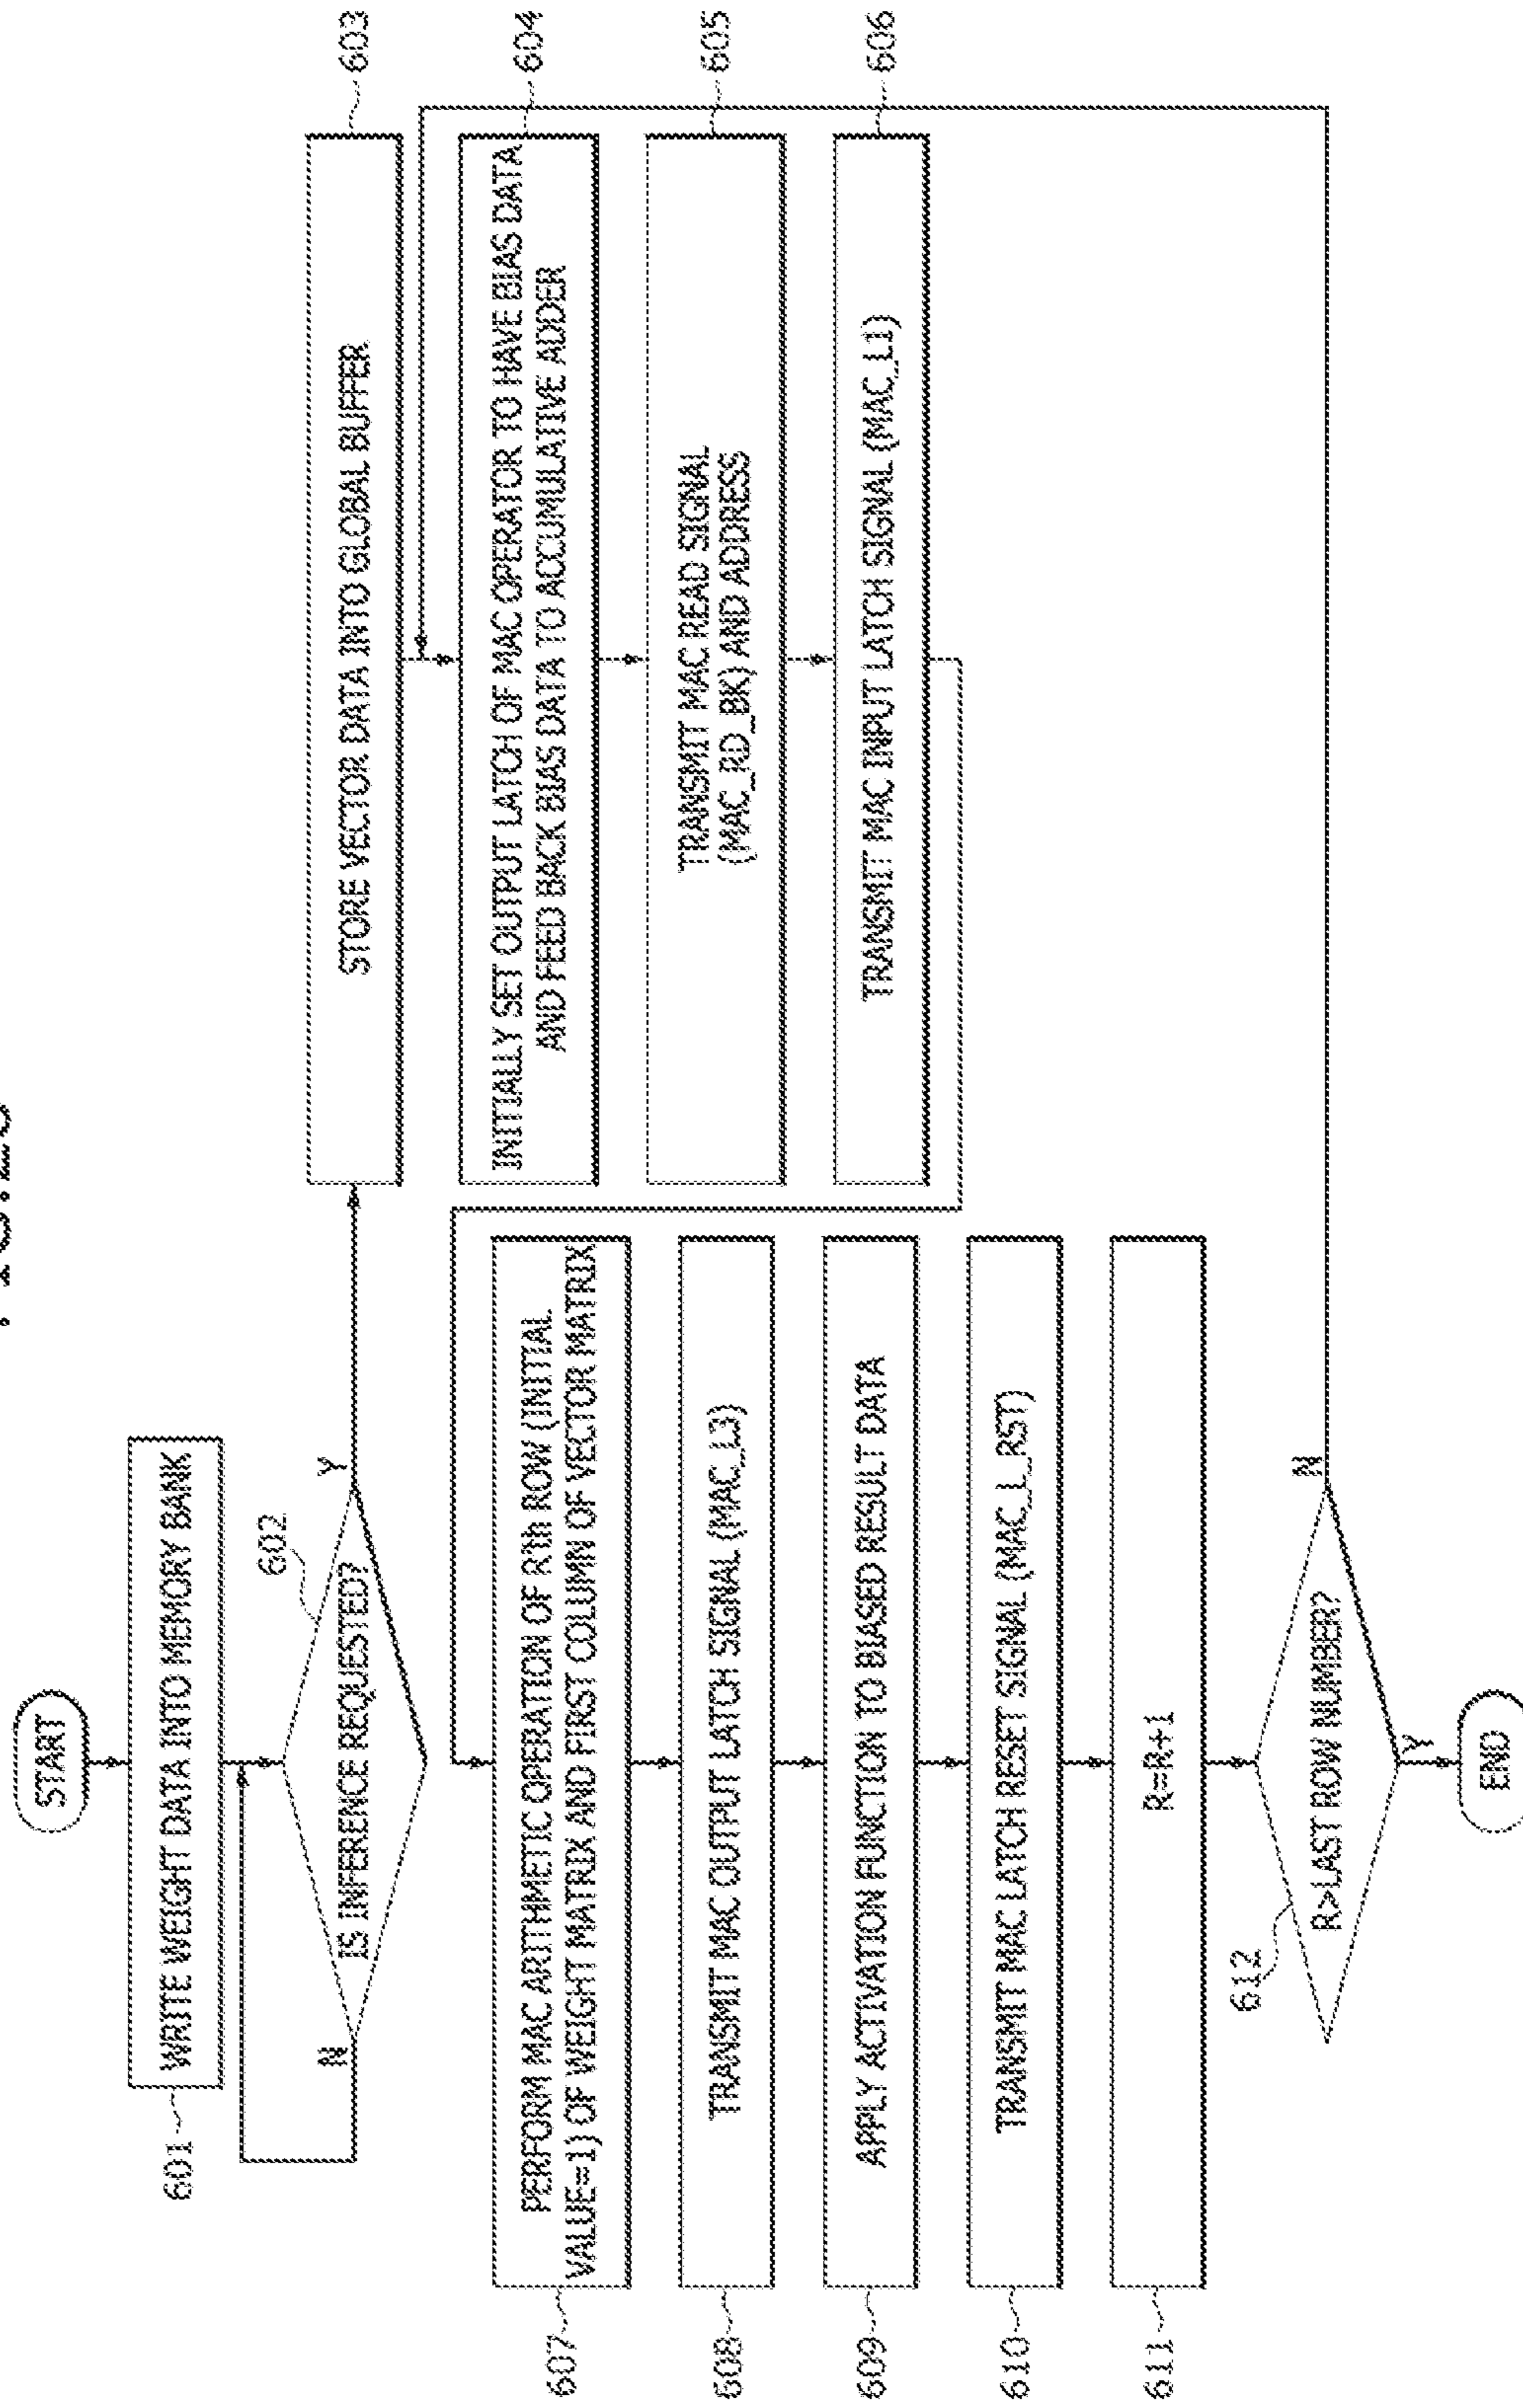 START
601
WRITE WEIGHT DATA INTO MEMORY BANK
602
IS INFERENCE REQUESTED?
N
Y
603
STORE VECTOR DATA INTO GLOBAL BUFFER
604
INITIALLY SET OUTPUT LATCH OF MAC OPERATOR TO HAVE BIAS DATA
AND FEED BACK BIAS DATA TO ACCUMULATIVE ADDER
605
TRANSMIT MAC READ SIGNAL
(MAC_RD_BK) AND ADDRESS
606
TRANSMIT MAC INPUT LATCH SIGNAL (MAC_L1)
607
PERFORM MAC ARITHMETIC OPERATION OF R'th ROW (INITIAL
VALUE=1) OF WEIGHT MATRIX AND FIRST COLUMN OF VECTOR MATRIX
608
TRANSMIT MAC OUTPUT LATCH SIGNAL (MAC_L3)
609
APPLY ACTIVATION FUNCTION TO BIASED RESULT DATA
610
TRANSMIT MAC LATCH RESET SIGNAL (MAC_L_RST)
611
R=R+1
612
R>LAST ROW NUMBER?
N
Y
END